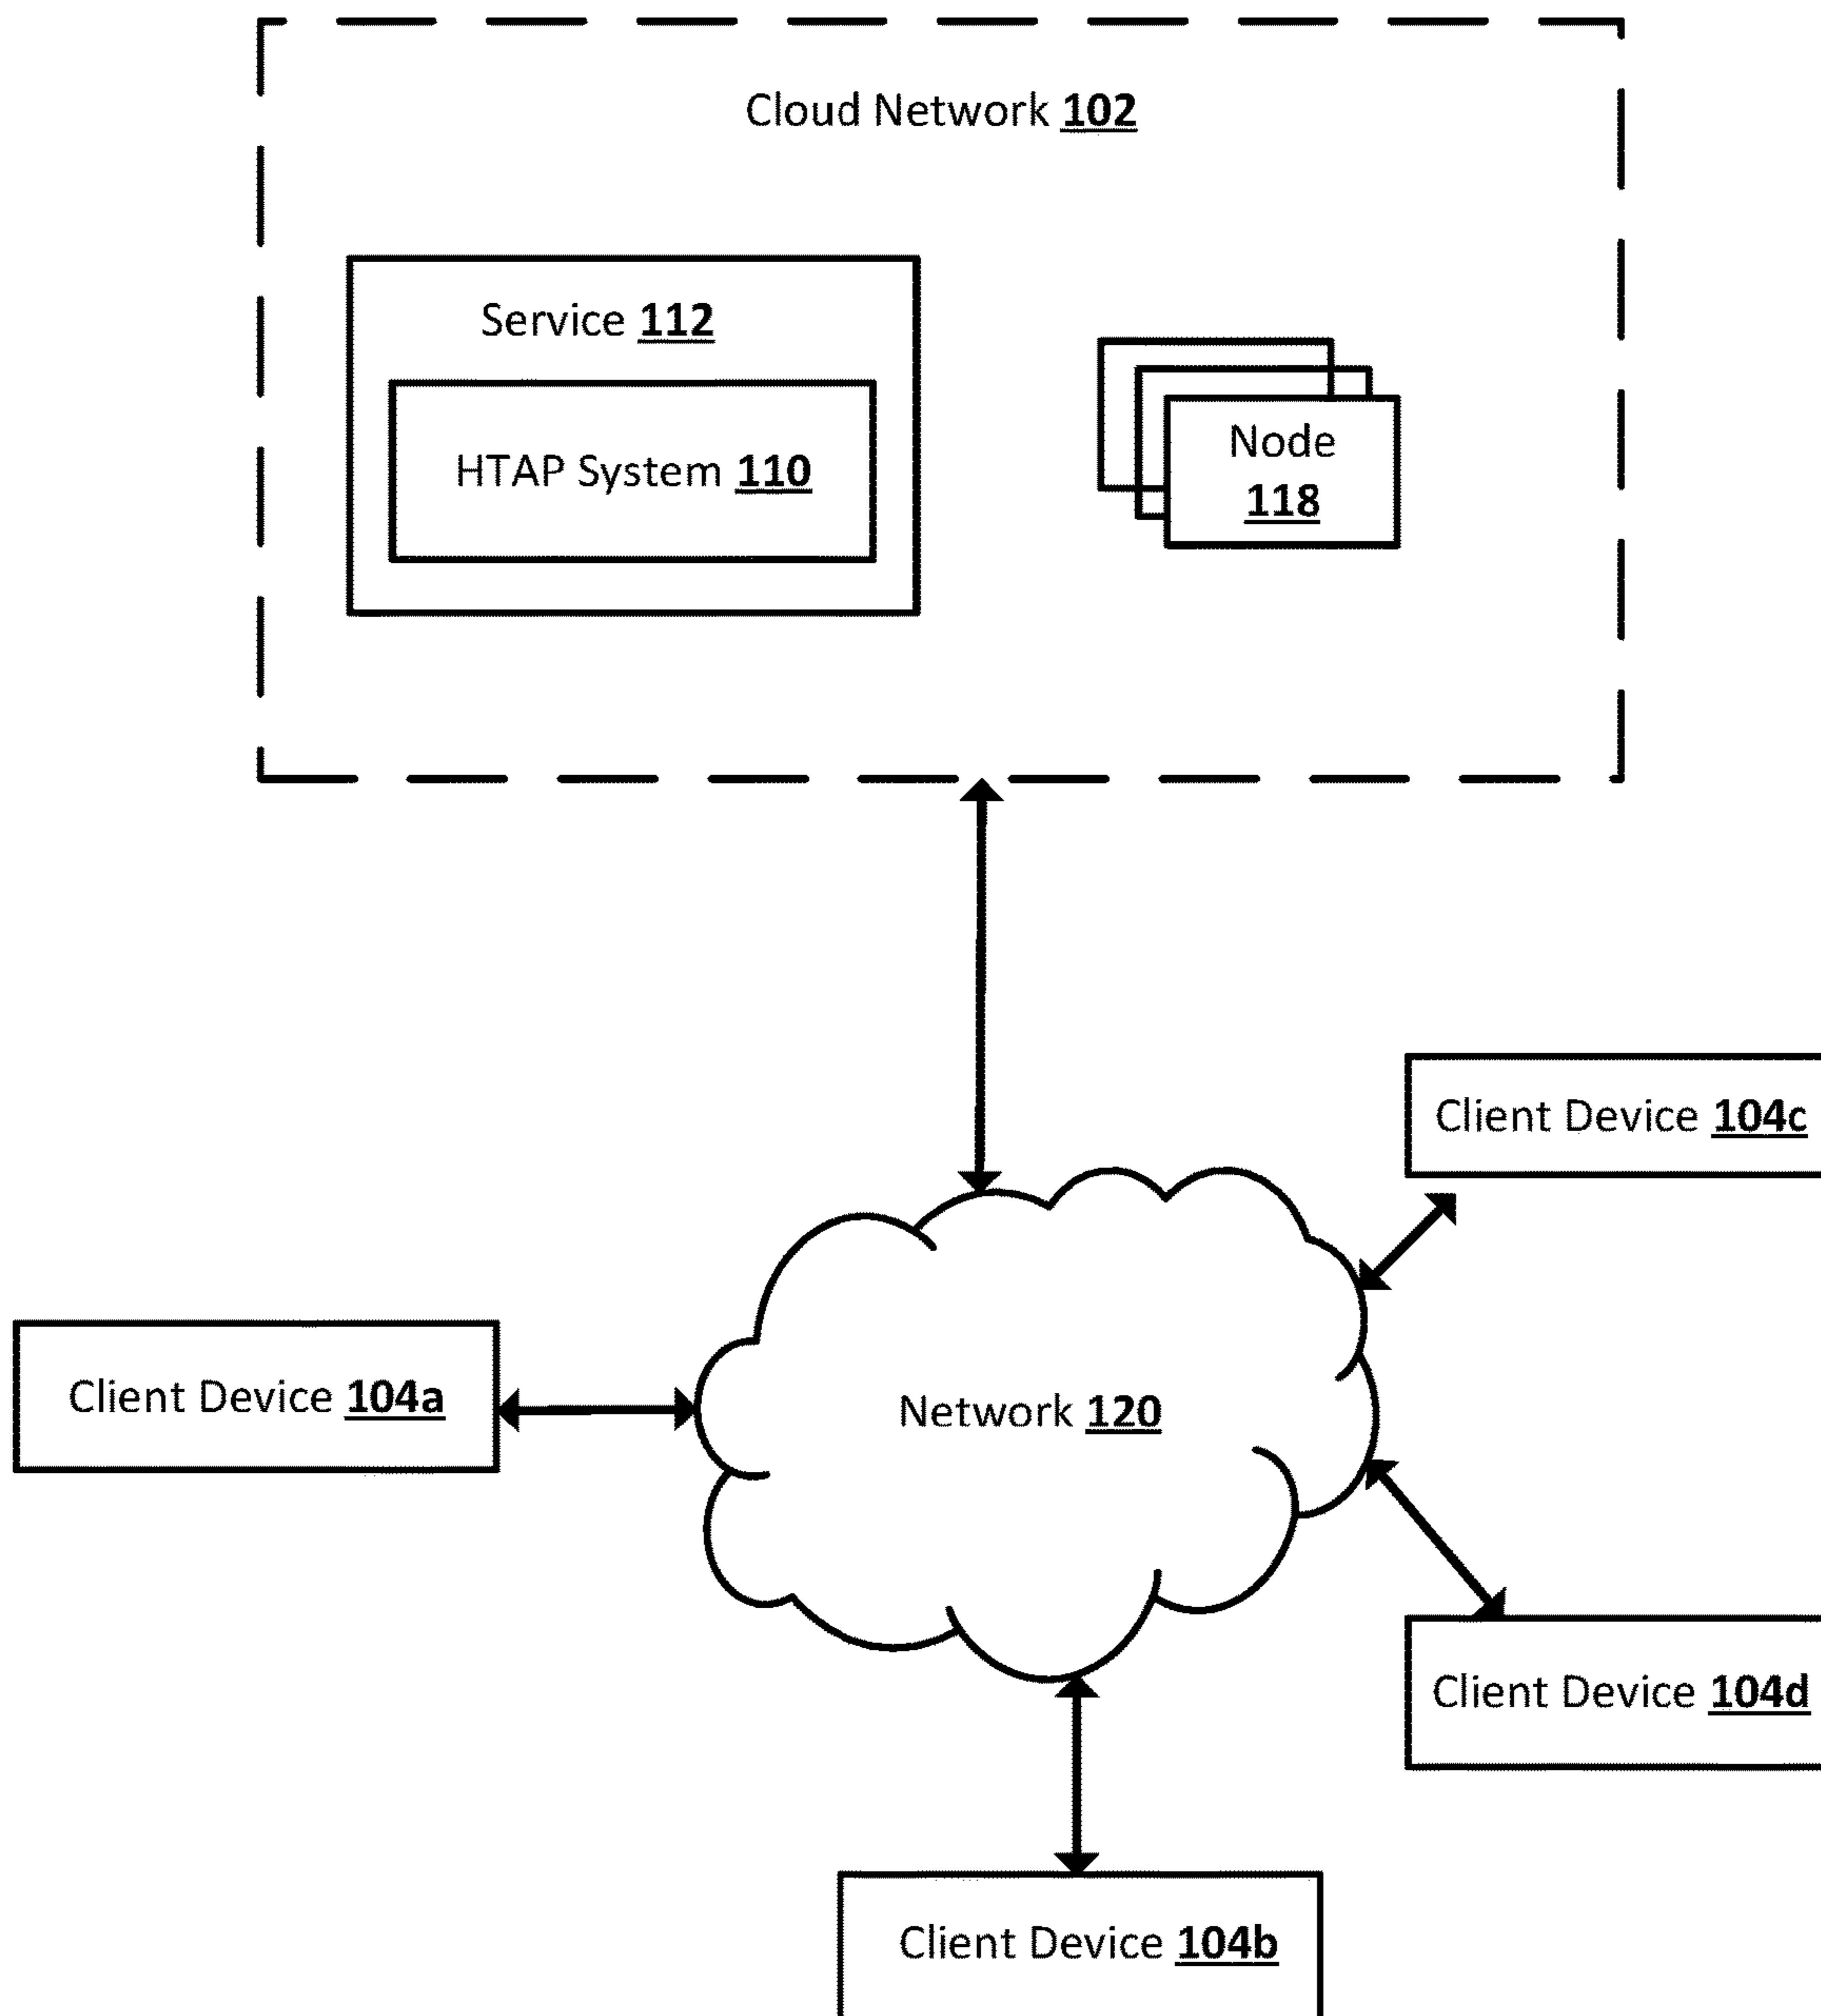 Cloud Network 102
Service 112
HTAP System 110
Node
118
Client Device 104c
Client Device 104a
Network 120
Client Device 104d
Client Device 104b